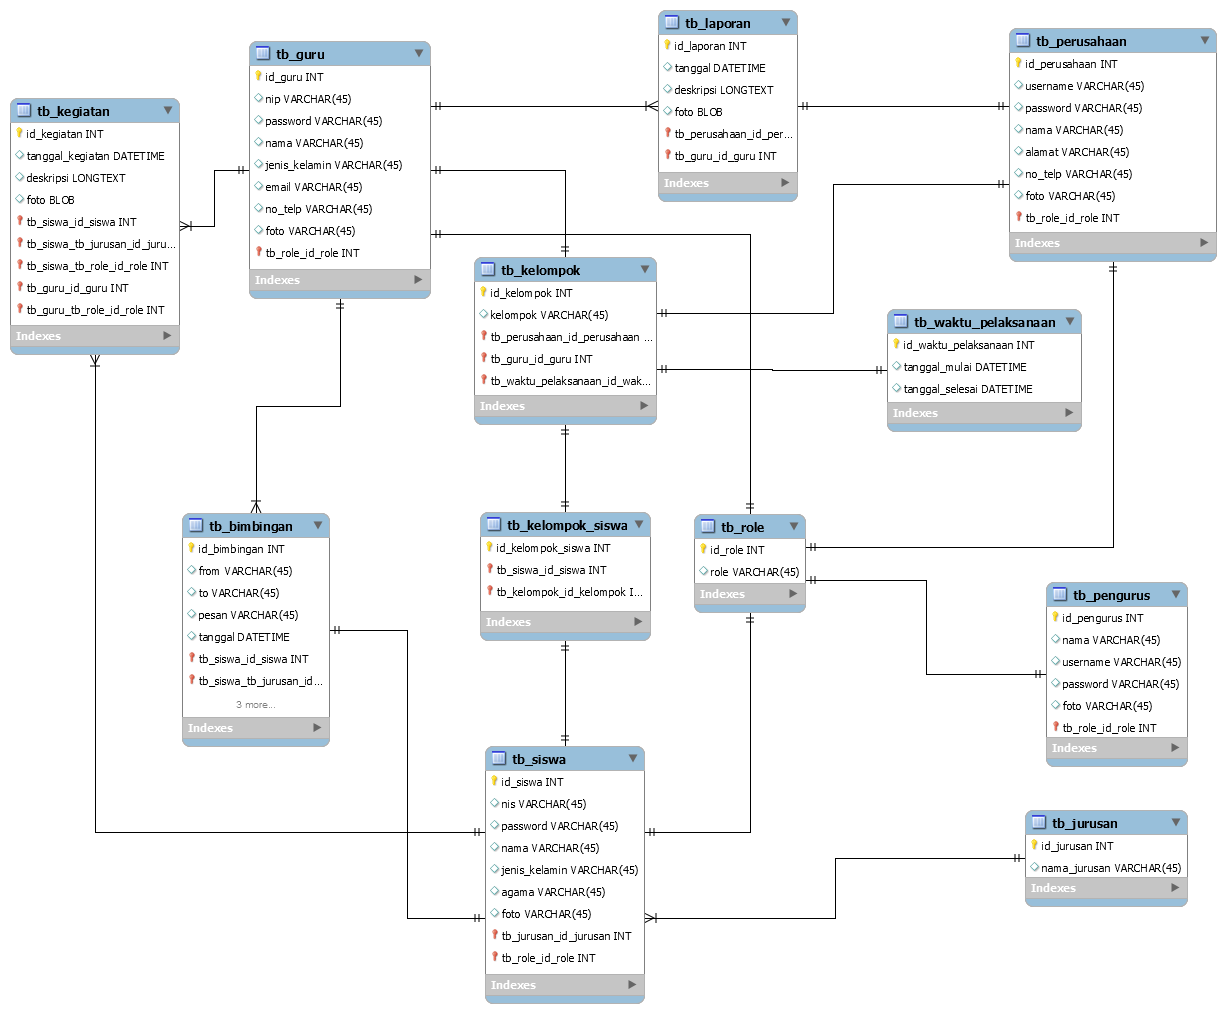 tb_kegiatan
id_kegiatan INT
tanggal_kegiatan DATETIME
deskripsi LONGTEXT
foto BLOB
tb_siswa_id_siswa INT
tb_siswa_tb_jurusan_id_juru...
tb_siswa_tb_role_id_role INT
tb_guru_id_guru INT
tb_guru_tb_role_id_role INT
Indexes
tb_guru
id_guru INT
nip VARCHAR(45)
password VARCHAR(45)
nama VARCHAR(45)
jenis_kelamin VARCHAR(45)
email VARCHAR(45)
no_telp VARCHAR(45)
foto VARCHAR(45)
tb_role_id_role INT
Indexes
tb_laporan
id_laporan INT
tanggal DATETIME
deskripsi LONGTEXT
foto BLOB
tb_perusahaan_id_per...
tb_guru_id_guru INT
Indexes
tb_perusahaan
id_perusahaan INT
username VARCHAR(45)
password VARCHAR(45)
nama VARCHAR(45)
alamat VARCHAR(45)
no_telp VARCHAR(45)
foto VARCHAR(45)
tb_role_id_role INT
Indexes
tb_kelompok
id_kelompok INT
kelompok VARCHAR(45)
tb_perusahaan_id_perusahaan ...
tb_guru_id_guru INT
tb_waktu_pelaksanaan_id_wak...
Indexes
tb_waktu_pelaksanaan
id_waktu_pelaksanaan INT
tanggal_mulai DATETIME
tanggal_selesai DATETIME
Indexes
tb_bimbingan
id_bimbingan INT
from VARCHAR(45)
to VARCHAR(45)
pesan VARCHAR(45)
tanggal DATETIME
tb_siswa_id_siswa INT
tb_siswa_tb_jurusan_id...
3 more...
Indexes
tb_kelompok_siswa
id_kelompok_siswa INT
tb_siswa_id_siswa INT
tb_kelompok_id_kelompok I...
Indexes
tb_role
id_role INT
role VARCHAR(45)
Indexes
tb_pengurus
id_pengurus INT
nama VARCHAR(45)
username VARCHAR(45)
password VARCHAR(45)
foto VARCHAR(45)
tb_role_id_role INT
Indexes
tb_siswa
id_siswa INT
nis VARCHAR(45)
password VARCHAR(45)
nama VARCHAR(45)
jenis_kelamin VARCHAR(45)
agama VARCHAR(45)
foto VARCHAR(45)
tb_jurusan_id_jurusan INT
tb_role_id_role INT
Indexes
tb_jurusan
id_jurusan INT
nama_jurusan VARCHAR(45)
Indexes